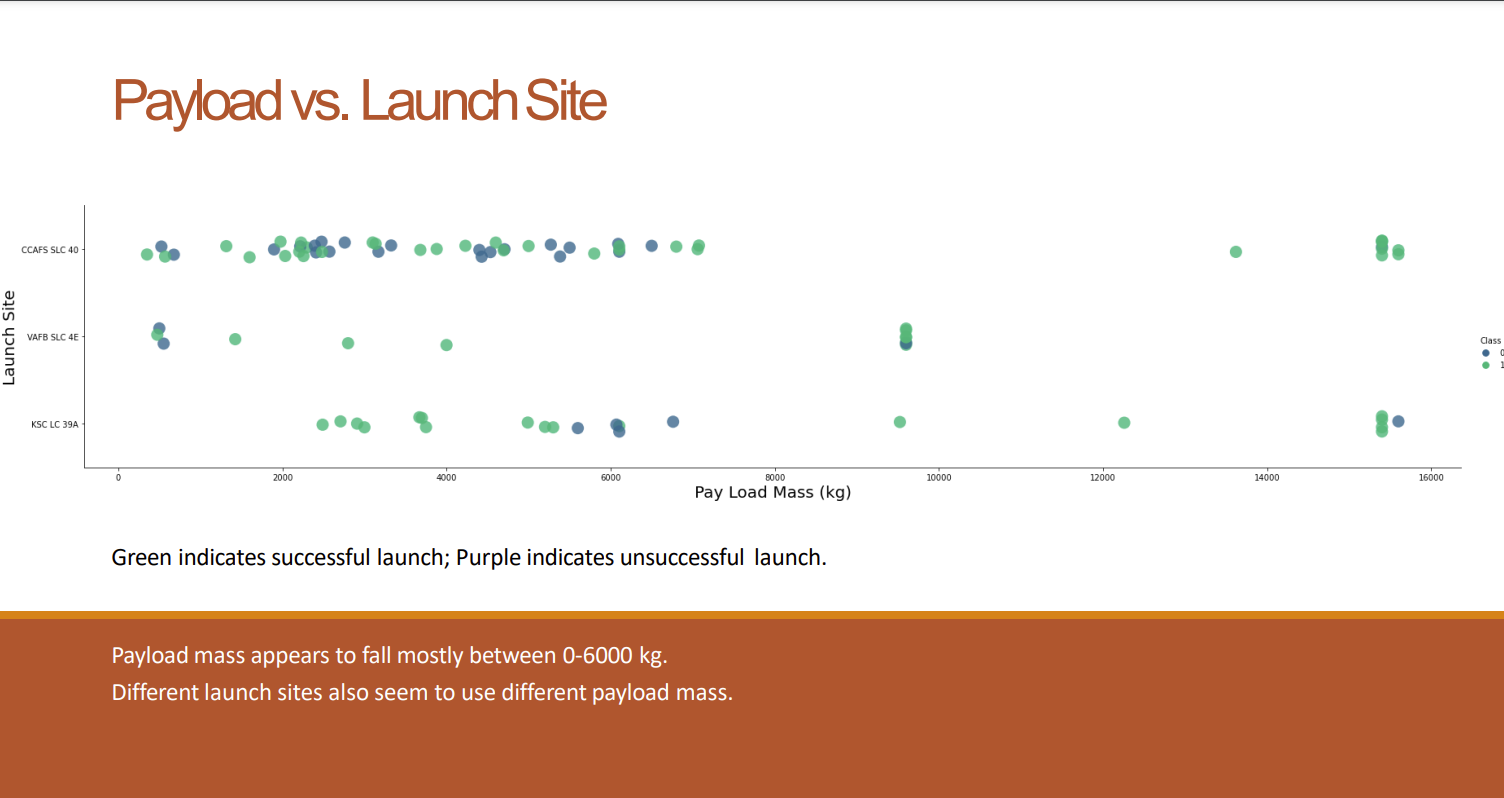 Payload vs. Launch Site
CCAFS SLC 40
VAFB SLC 4E
KSC LC 39A
Launch Site
0 2000 4000 6000 8000 10000 12000 14000 16000
Pay Load Mass (kg)
Class
0
1
Green indicates successful launch; Purple indicates unsuccessful launch.
Payload mass appears to fall mostly between 0-6000 kg.
Different launch sites also seem to use different payload mass.